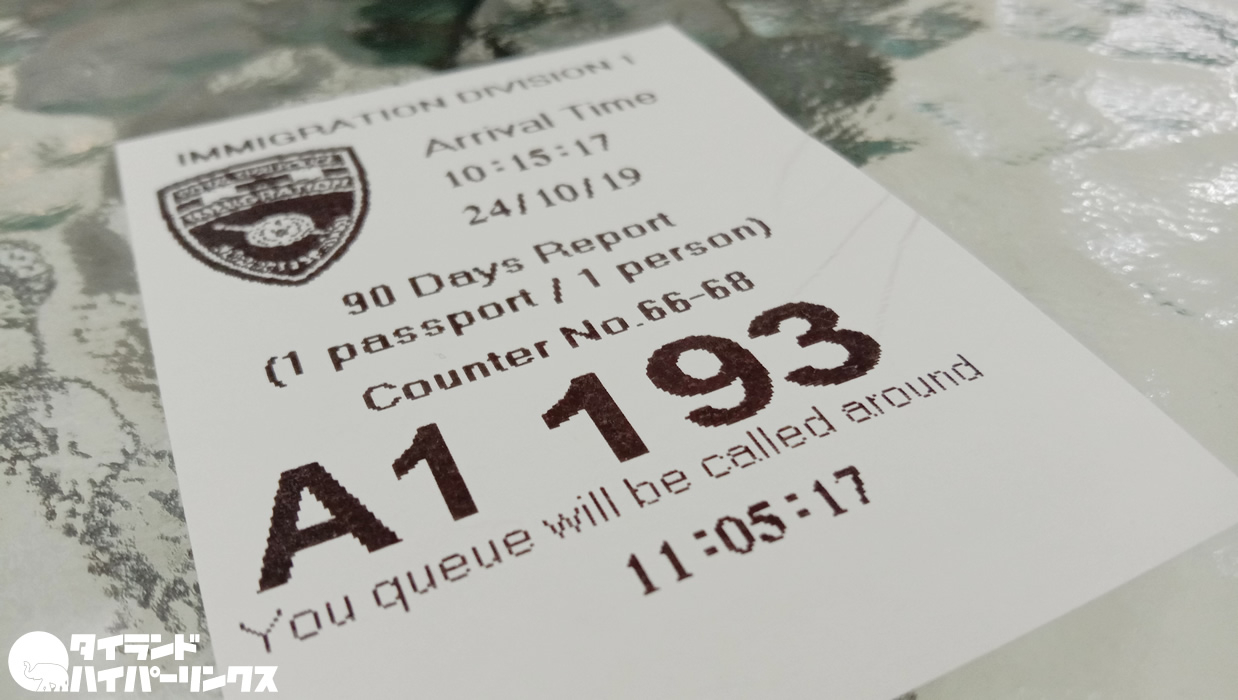 IMMIGRATION DIVISION 1
IMMIGRATION
Arrival Time
10:15:17
24/10/19
90 Days Report
(1 passport / 1 person)
Counter No.66-68
A1 193
You queue will be called around
11:05:17
タイランド
ハイパーリンクス